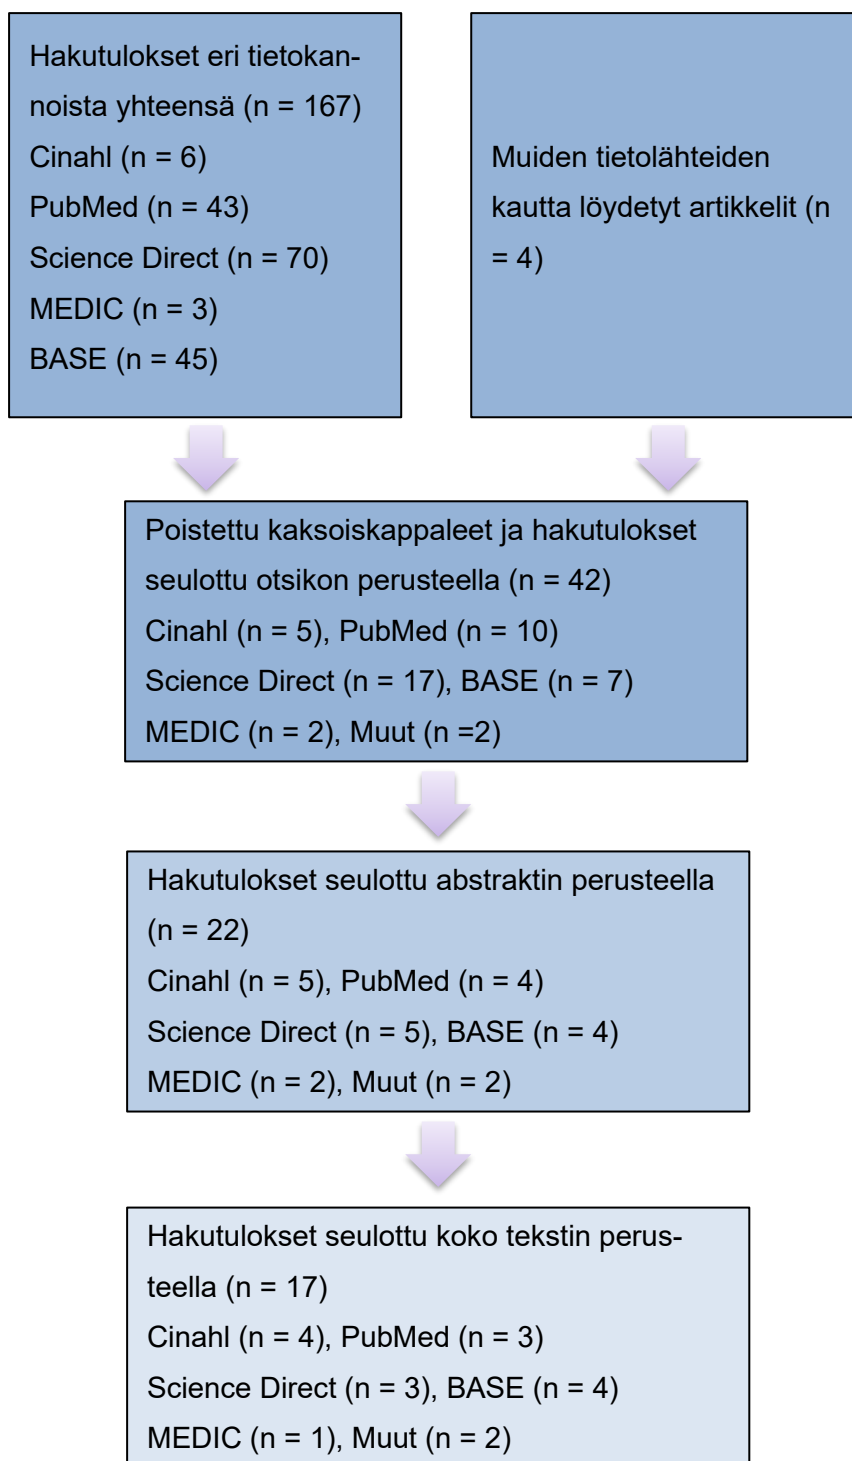 Hakutulokset eri tietokan-
noista yhteensä (n = 167)
Cinahl (n = 6)
PubMed (n = 43)
Science Direct (n = 70)
MEDIC (n = 3)
BASE (n = 45)
Muiden tietolähteiden
kautta löydetyt artikkelit (n
= 4)
Poistettu kaksoiskappaleet ja hakutulokset
seulottu otsikon perusteella (n = 42)
Cinahl (n = 5), PubMed (n = 10)
Science Direct (n = 17), BASE (n = 7)
MEDIC (n = 2), Muut (n =2)
Hakutulokset seulottu abstraktin perusteella
(n = 22)
Cinahl (n = 5), PubMed (n = 4)
Science Direct (n = 5), BASE (n = 4)
MEDIC (n = 2), Muut (n = 2)
Hakutulokset seulottu koko tekstin perus-
teella (n = 17)
Cinahl (n = 4), PubMed (n = 3)
Science Direct (n = 3), BASE (n = 4)
MEDIC (n = 1), Muut (n = 2)